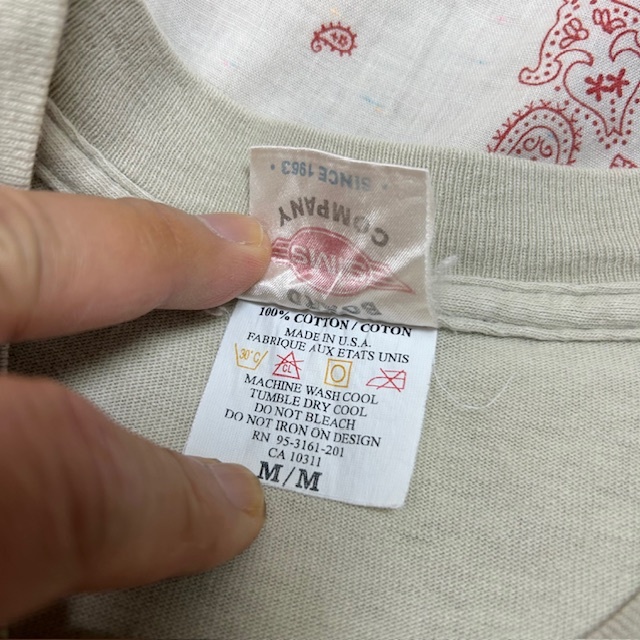 · SINCE 1963 ·
COMPANY
SIMS
BOARD
100% COTTON / COTON
MADE IN U.S.A.
FABRIQUE AUX ETATS UNIS
30°C CL
MACHINE WASH COOL
TUMBLE DRY COOL
DO NOT BLEACH
DO NOT IRON ON DESIGN
RN 95-3161-201
CA 10311
M/M